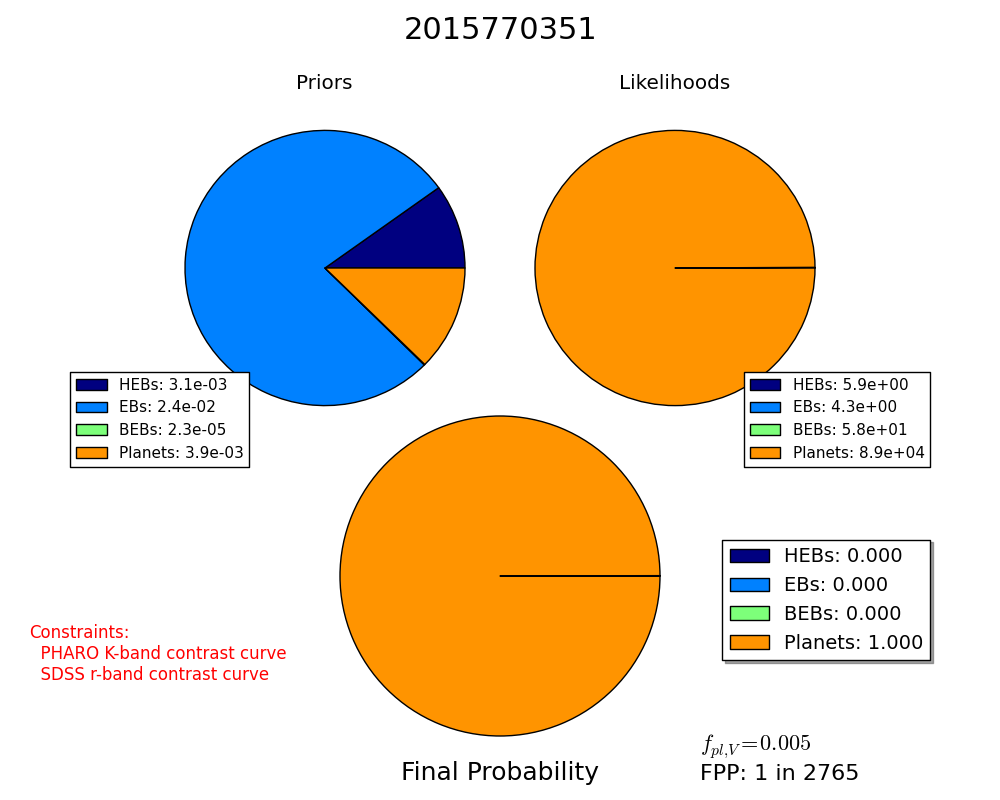 2015770351
Priors
Likelihoods
HEBs: 3.1e-03
EBs: 2.4e-02
BEBs: 2.3e-05
Planets: 3.9e-03
HEBs: 5.9e+00
EBs: 4.3e+00
BEBs: 5.8e+01
Planets: 8.9e+04
HEBs: 0.000
EBs: 0.000
BEBs: 0.000
Planets: 1.000
Constraints:
PHARO K-band contrast curve
SDSS r-band contrast curve
f_{pl,V}=0.005
Final Probability
FPP: 1 in 2765